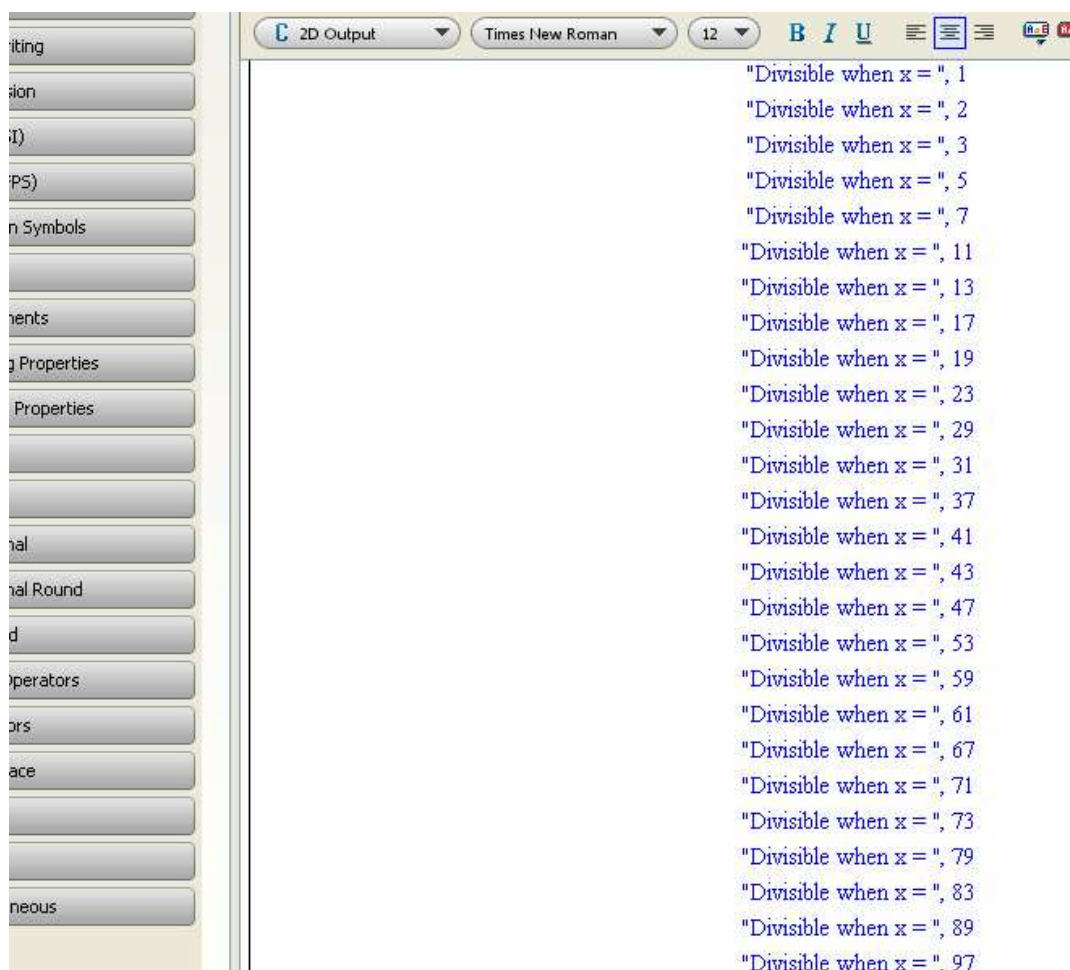 iting
sion
SI)
FPS)
n Symbols
nents
g Properties
Properties
nal
nal Round
d
Operators
ors
ace
neous
C 2D Output Times New Roman 12 B I U
"Divisible when x = ", 1
"Divisible when x = ", 2
"Divisible when x = ", 3
"Divisible when x = ", 5
"Divisible when x = ", 7
"Divisible when x = ", 11
"Divisible when x = ", 13
"Divisible when x = ", 17
"Divisible when x = ", 19
"Divisible when x = ", 23
"Divisible when x = ", 29
"Divisible when x = ", 31
"Divisible when x = ", 37
"Divisible when x = ", 41
"Divisible when x = ", 43
"Divisible when x = ", 47
"Divisible when x = ", 53
"Divisible when x = ", 59
"Divisible when x = ", 61
"Divisible when x = ", 67
"Divisible when x = ", 71
"Divisible when x = ", 73
"Divisible when x = ", 79
"Divisible when x = ", 83
"Divisible when x = ", 89
"Divisible when x = ", 97